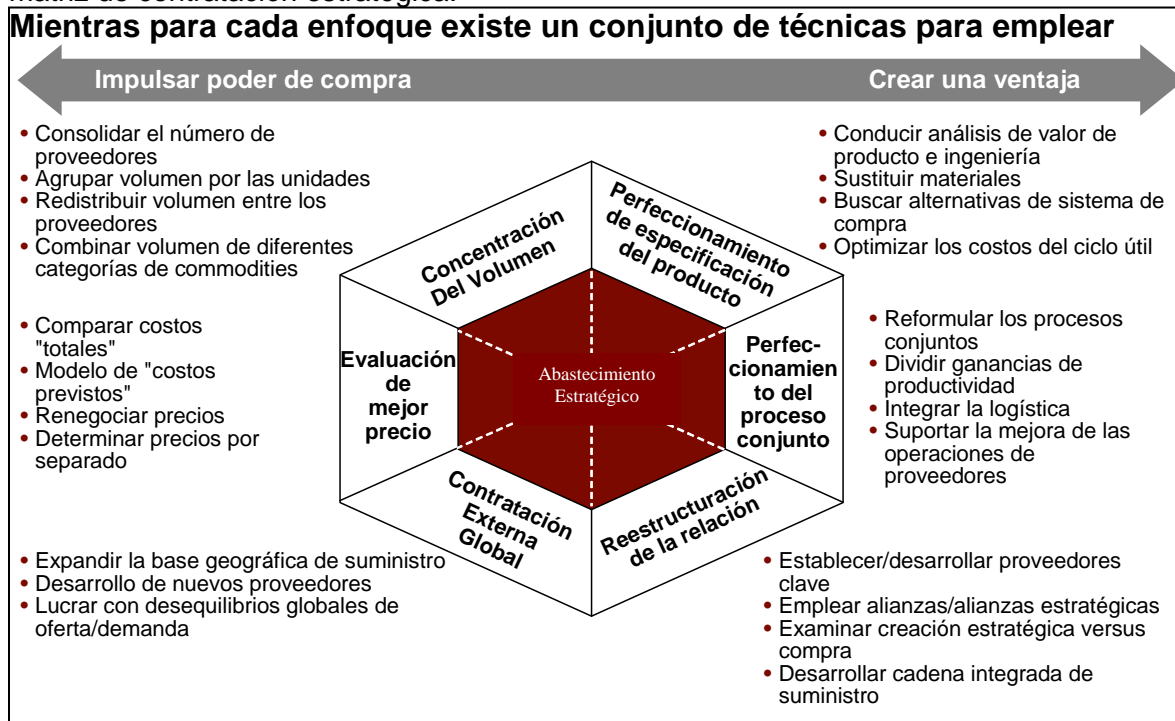 matriz de contratación estratégica.
Mientras para cada enfoque existe un conjunto de técnicas para emplear
Impulsar poder de compra
Crear una ventaja
• Consolidar el número de
proveedores
• Agrupar volumen por las unidades
• Redistribuir volumen entre los
proveedores
• Combinar volumen de diferentes
categorías de commodities
• Conducir análisis de valor de
producto e ingeniería
• Sustituir materiales
• Buscar alternativas de sistema de
compra
• Optimizar los costos del ciclo útil
Concentración
Del Volumen
Perfeccionamiento
de especificación
del producto
• Comparar costos
"totales"
• Modelo de "costos
previstos"
• Renegociar precios
• Determinar precios por
separado
Evaluación
de
mejor
precio
Abastecimiento
Estratégico
Perfec-
cionamien
to del
proceso
conjunto
• Reformular los procesos
conjuntos
• Dividir ganancias de
productividad
• Integrar la logística
• Suportar la mejora de las
operaciones de
proveedores
Contratación
Externa
Global
Reestructuración
de la relación
• Expandir la base geográfica de suministro
• Desarrollo de nuevos proveedores
• Lucrar con desequilibrios globales de
oferta/demanda
• Establecer/desarrollar proveedores
clave
• Emplear alianzas/alianzas estratégicas
• Examinar creación estratégica versus
compra
• Desarrollar cadena integrada de
suministro